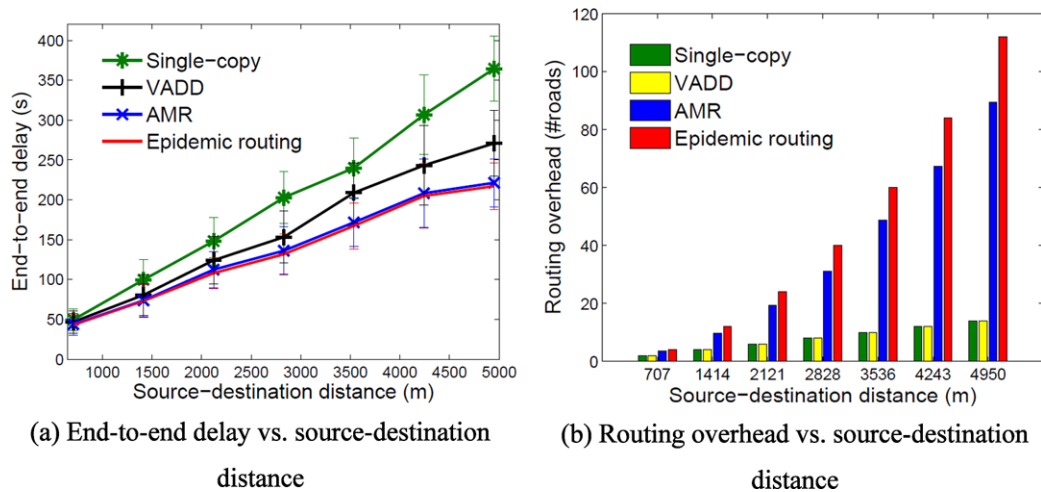 400
350
300
250
200
150
100
50
0
End-to-end delay (s)
Single-copy
VADD
AMR
Epidemic routing
1000 1500 2000 2500 3000 3500 4000 4500 5000
Source-destination distance (m)
(a) End-to-end delay vs. source-destination
distance
120
100
80
60
40
20
0
Routing overhead (#roads)
Single-copy
VADD
AMR
Epidemic routing
707 1414 2121 2828 3536 4243 4950
Source-destination distance (m)
(b) Routing overhead vs. source-destination
distance